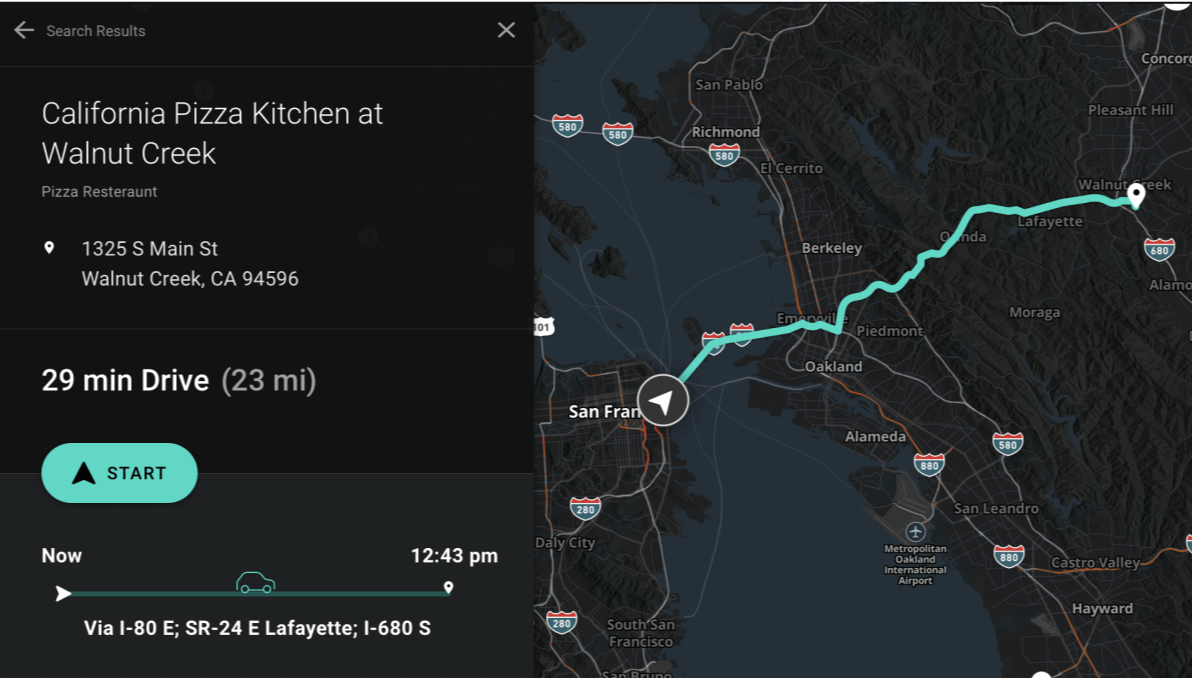 Search Results
California Pizza Kitchen at
Walnut Creek
Pizza Resteraunt
1325 S Main St
Walnut Creek, CA 94596
29 min Drive (23 mi)
START
Now
12:43 pm
Via I-80 E; SR-24 E Lafayette; I-680 S
Concord
San Pablo
Pleasant Hill
580
580
Richmond
580
El Cerrito
Walnut Creek
Lafayette
Orinda
Berkeley
680
Alamo
Moraga
101
Emeryville
Piedmont
Oakland
San Fran
Alameda
580
880
280
San Leandro
Daly City
Metropolitan
Oakland
International
Airport
880
Castro Valley
Hayward
280
South San
Francisco
San Bruno